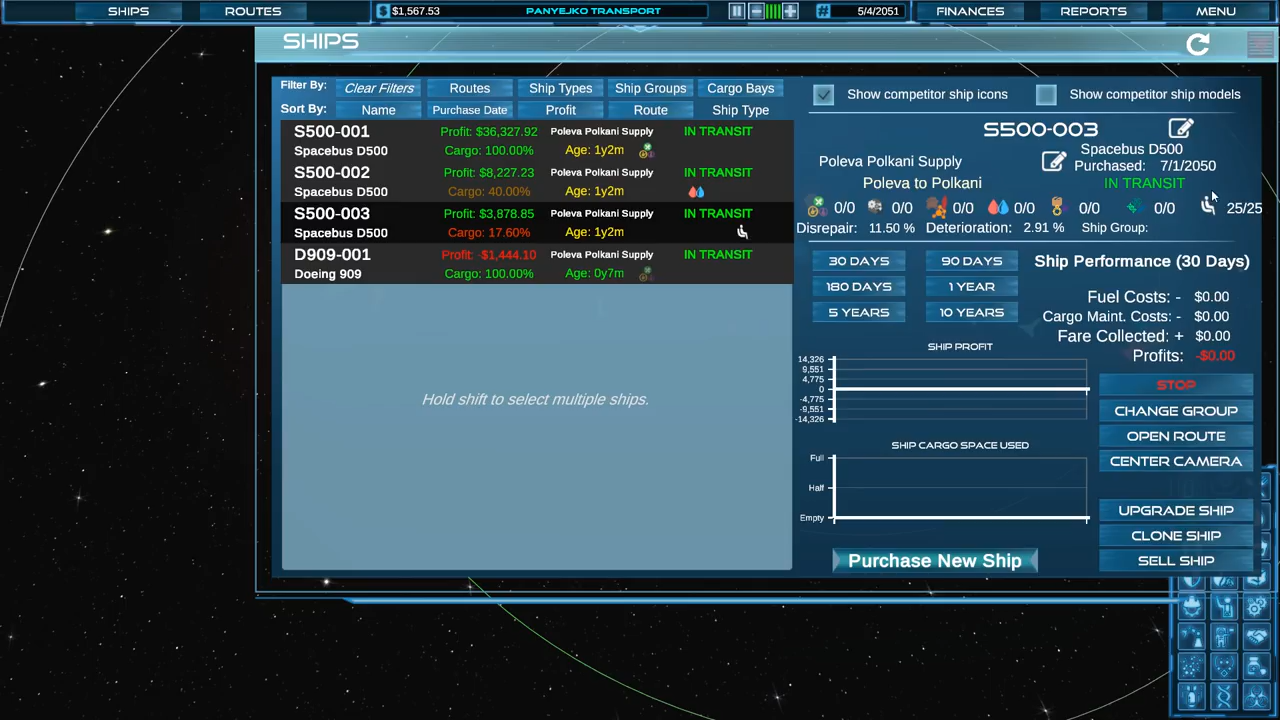 SHIPS ROUTES $ $1,567.53 PANYEJKO TRANSPORT # 5/4/2051 FINANCES REPORTS MENU
SHIPS
Filter By: Clear Filters Routes Ship Types Ship Groups Cargo Bays
Sort By: Name Purchase Date Profit Route Ship Type
S500-001 Profit: $36,327.92 Poleva Polkani Supply IN TRANSIT
Spacebus D500 Cargo: 100.00% Age: 1y2m
S500-002 Profit: $8,227.23 Poleva Polkani Supply IN TRANSIT
Spacebus D500 Cargo: 40.00% Age: 1y2m
S500-003 Profit: $3,878.85 Poleva Polkani Supply IN TRANSIT
Spacebus D500 Cargo: 17.60% Age: 1y2m
D909-001 Profit: -$1,444.10 Poleva Polkani Supply IN TRANSIT
Doeing 909 Cargo: 100.00% Age: 0y7m
Hold shift to select multiple ships.
Show competitor ship icons Show competitor ship models
S500-003
Spacebus D500
Poleva Polkani Supply Purchased: 7/1/2050
Poleva to Polkani IN TRANSIT
0/0 0/0 0/0 0/0 0/0 0/0 25/25
Disrepair: 11.50 % Deterioration: 2.91 % Ship Group:
30 DAYS 90 DAYS Ship Performance (30 Days)
180 DAYS 1 YEAR
5 YEARS 10 YEARS
Fuel Costs: - $0.00
Cargo Maint. Costs: - $0.00
Fare Collected: + $0.00
Profits: -$0.00
SHIP PROFIT
14,326
9,551
4,775
0
-4,775
-9,551
-14,326
SHIP CARGO SPACE USED
Full
Half
Empty
STOP
CHANGE GROUP
OPEN ROUTE
CENTER CAMERA
UPGRADE SHIP
CLONE SHIP
SELL SHIP
Purchase New Ship